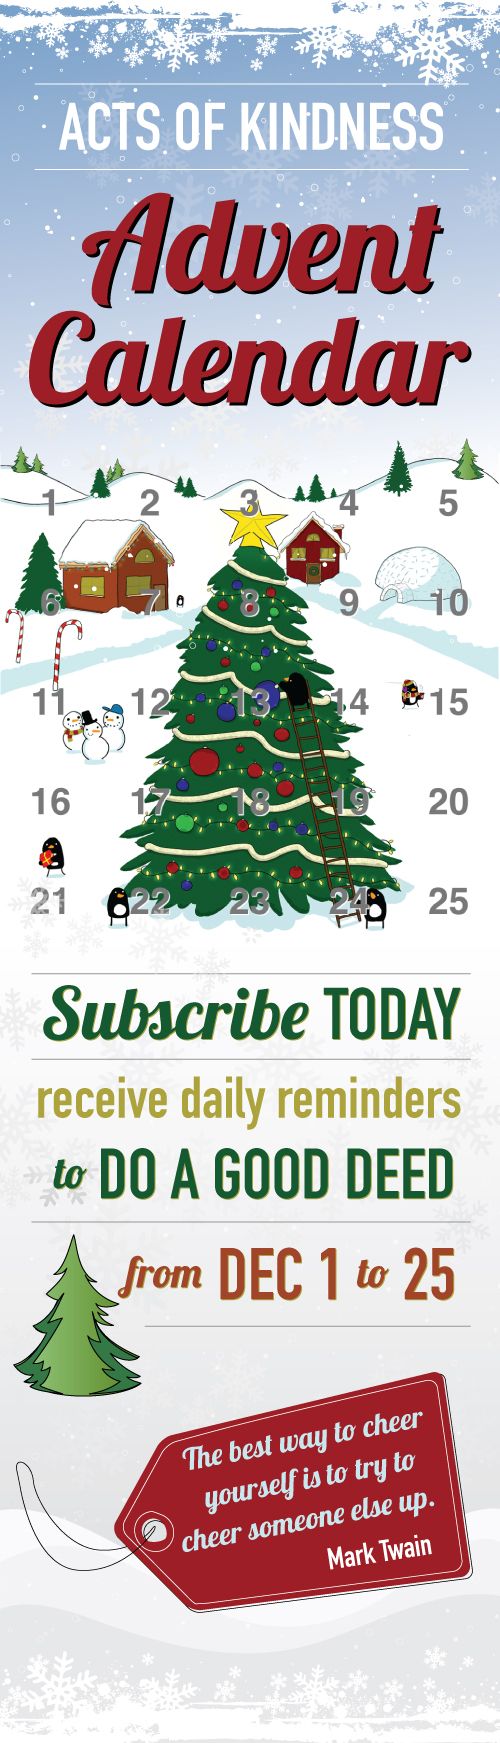 ACTS OF KINDNESS
Advent
Calendar
1 2 3 4 5
6 7 8 9 10
11 12 13 14 15
16 17 18 19 20
21 22 23 24 25
Subscribe TODAY
receive daily reminders
to DO A GOOD DEED
from DEC 1 to 25
The best way to cheer
yourself is to try to
cheer someone else up.
Mark Twain